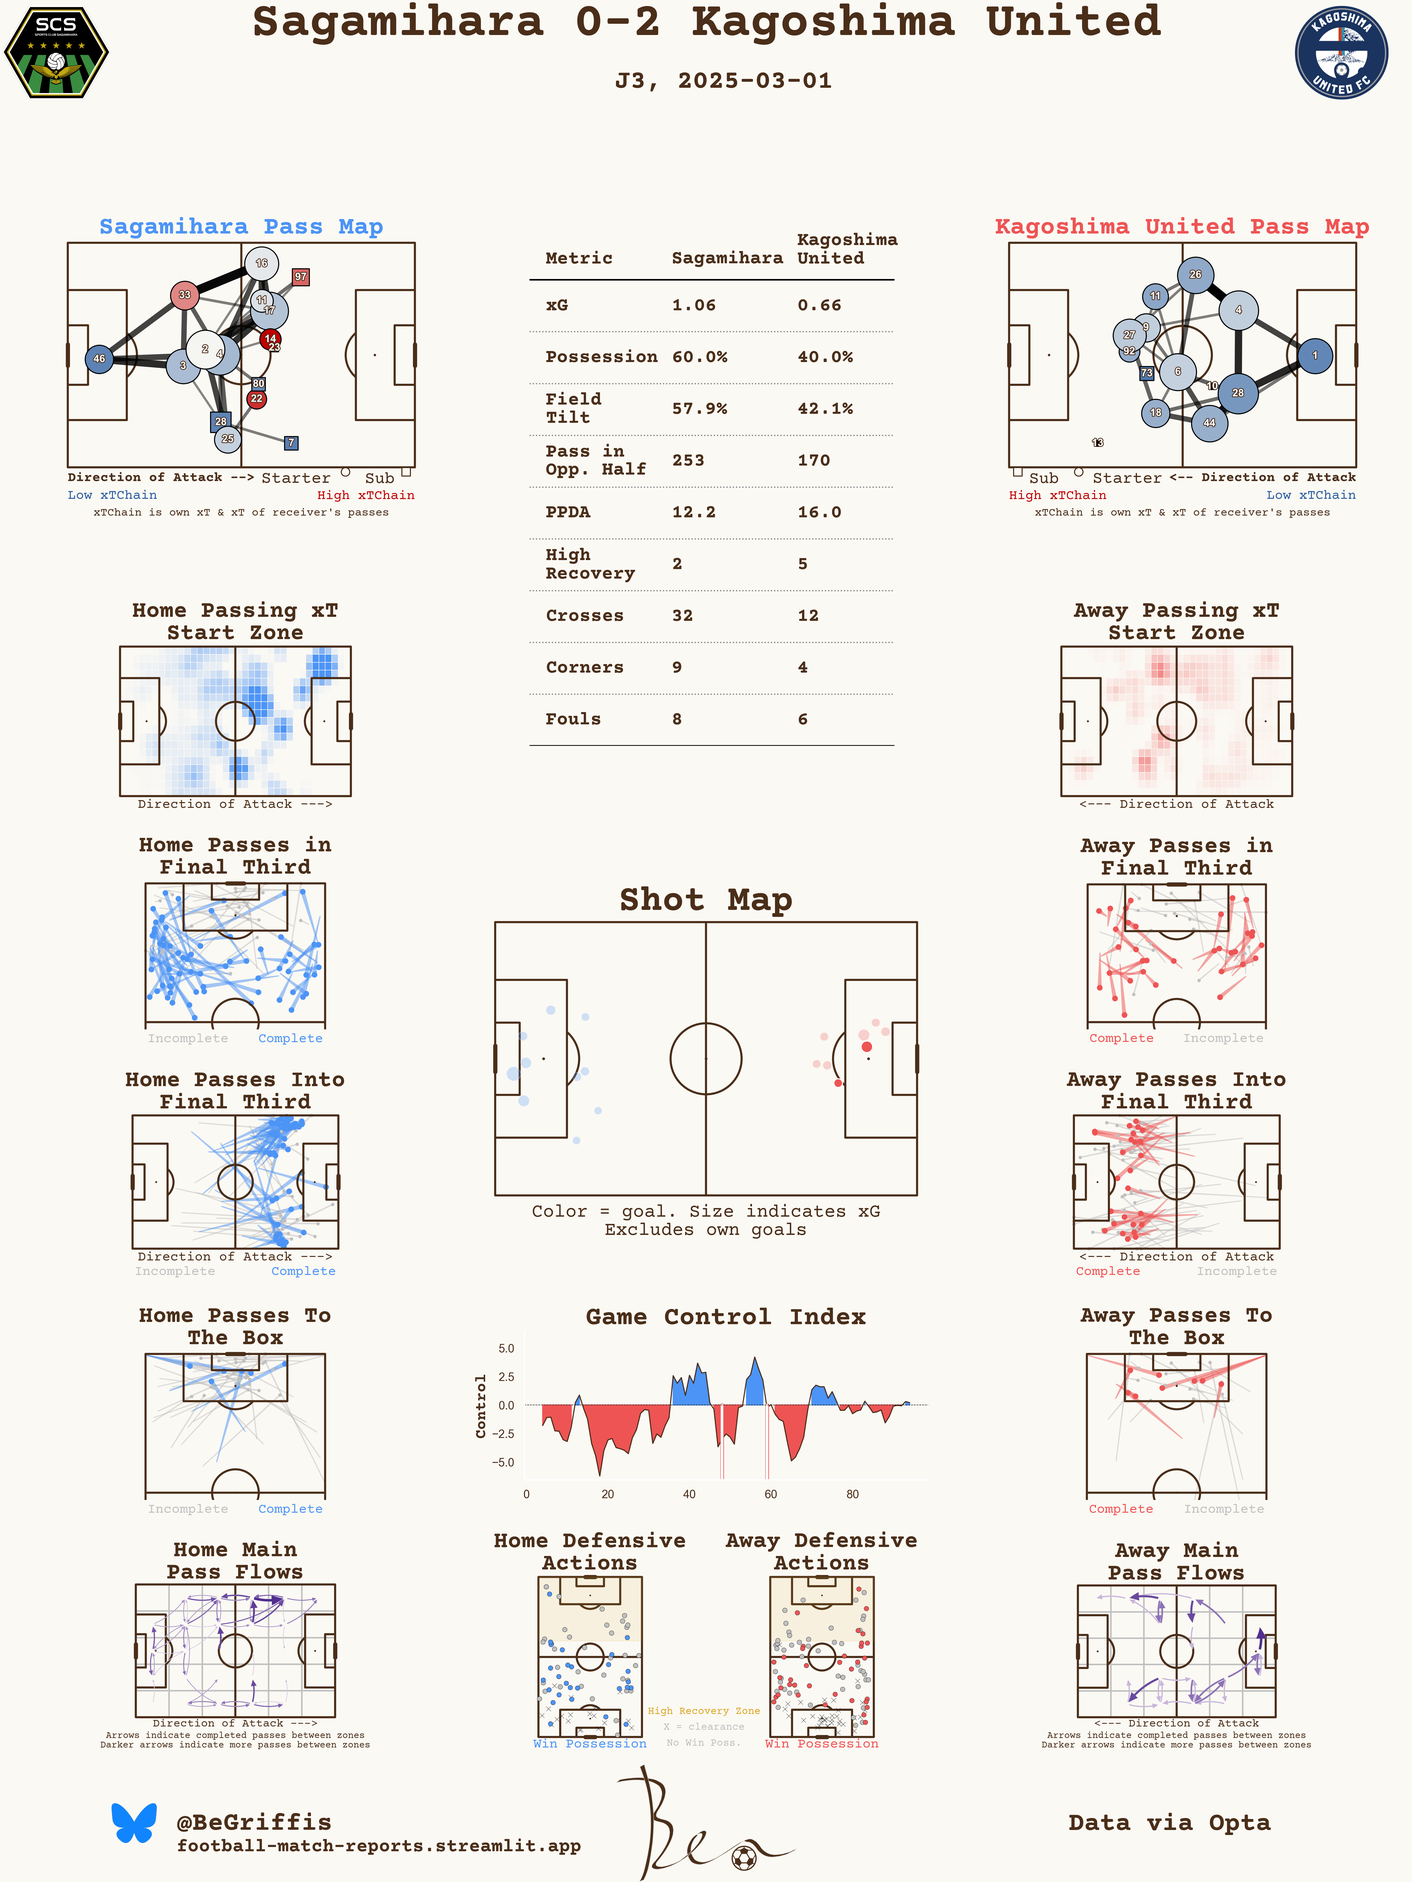 Sagamihara 0-2 Kagoshima United
J3, 2025-03-01
SCS
SPORTS CLUB SAGAMIHARA
KAGOSHIMA
UNITED FC
Sagamihara Pass Map
16
97
33
11
17
14
23
2
4
46
3
80
22
28
25
7
Direction of Attack --> Starter Sub
Low xTChain High xTChain
xTChain is own xT & xT of receiver's passes
Metric Sagamihara Kagoshima United
xG 1.06 0.66
Possession 60.0% 40.0%
Field Tilt 57.9% 42.1%
Pass in Opp. Half 253 170
PPDA 12.2 16.0
High Recovery 2 5
Crosses 32 12
Corners 9 4
Fouls 8 6
Kagoshima United Pass Map
26
11
4
9
27
92
1
73
6
10
28
18
44
13
Sub Starter <-- Direction of Attack
High xTChain Low xTChain
xTChain is own xT & xT of receiver's passes
Home Passing xT
Start Zone
Direction of Attack --->
Away Passing xT
Start Zone
<--- Direction of Attack
Home Passes in
Final Third
Incomplete Complete
Away Passes in
Final Third
Complete Incomplete
Shot Map
Color = goal. Size indicates xG
Excludes own goals
Home Passes Into
Final Third
Direction of Attack --->
Incomplete Complete
Away Passes Into
Final Third
<--- Direction of Attack
Complete Incomplete
Home Passes To
The Box
Incomplete Complete
Game Control Index
Control
5.0
2.5
0.0
−2.5
−5.0
0 20 40 60 80
Away Passes To
The Box
Complete Incomplete
Home Main
Pass Flows
Direction of Attack --->
Arrows indicate completed passes between zones
Darker arrows indicate more passes between zones
Home Defensive
Actions
Win Possession
High Recovery Zone
X = clearance
No Win Poss.
Away Defensive
Actions
Win Possession
Away Main
Pass Flows
<--- Direction of Attack
Arrows indicate completed passes between zones
Darker arrows indicate more passes between zones
@BeGriffis
football-match-reports.streamlit.app
Ben
Data via Opta